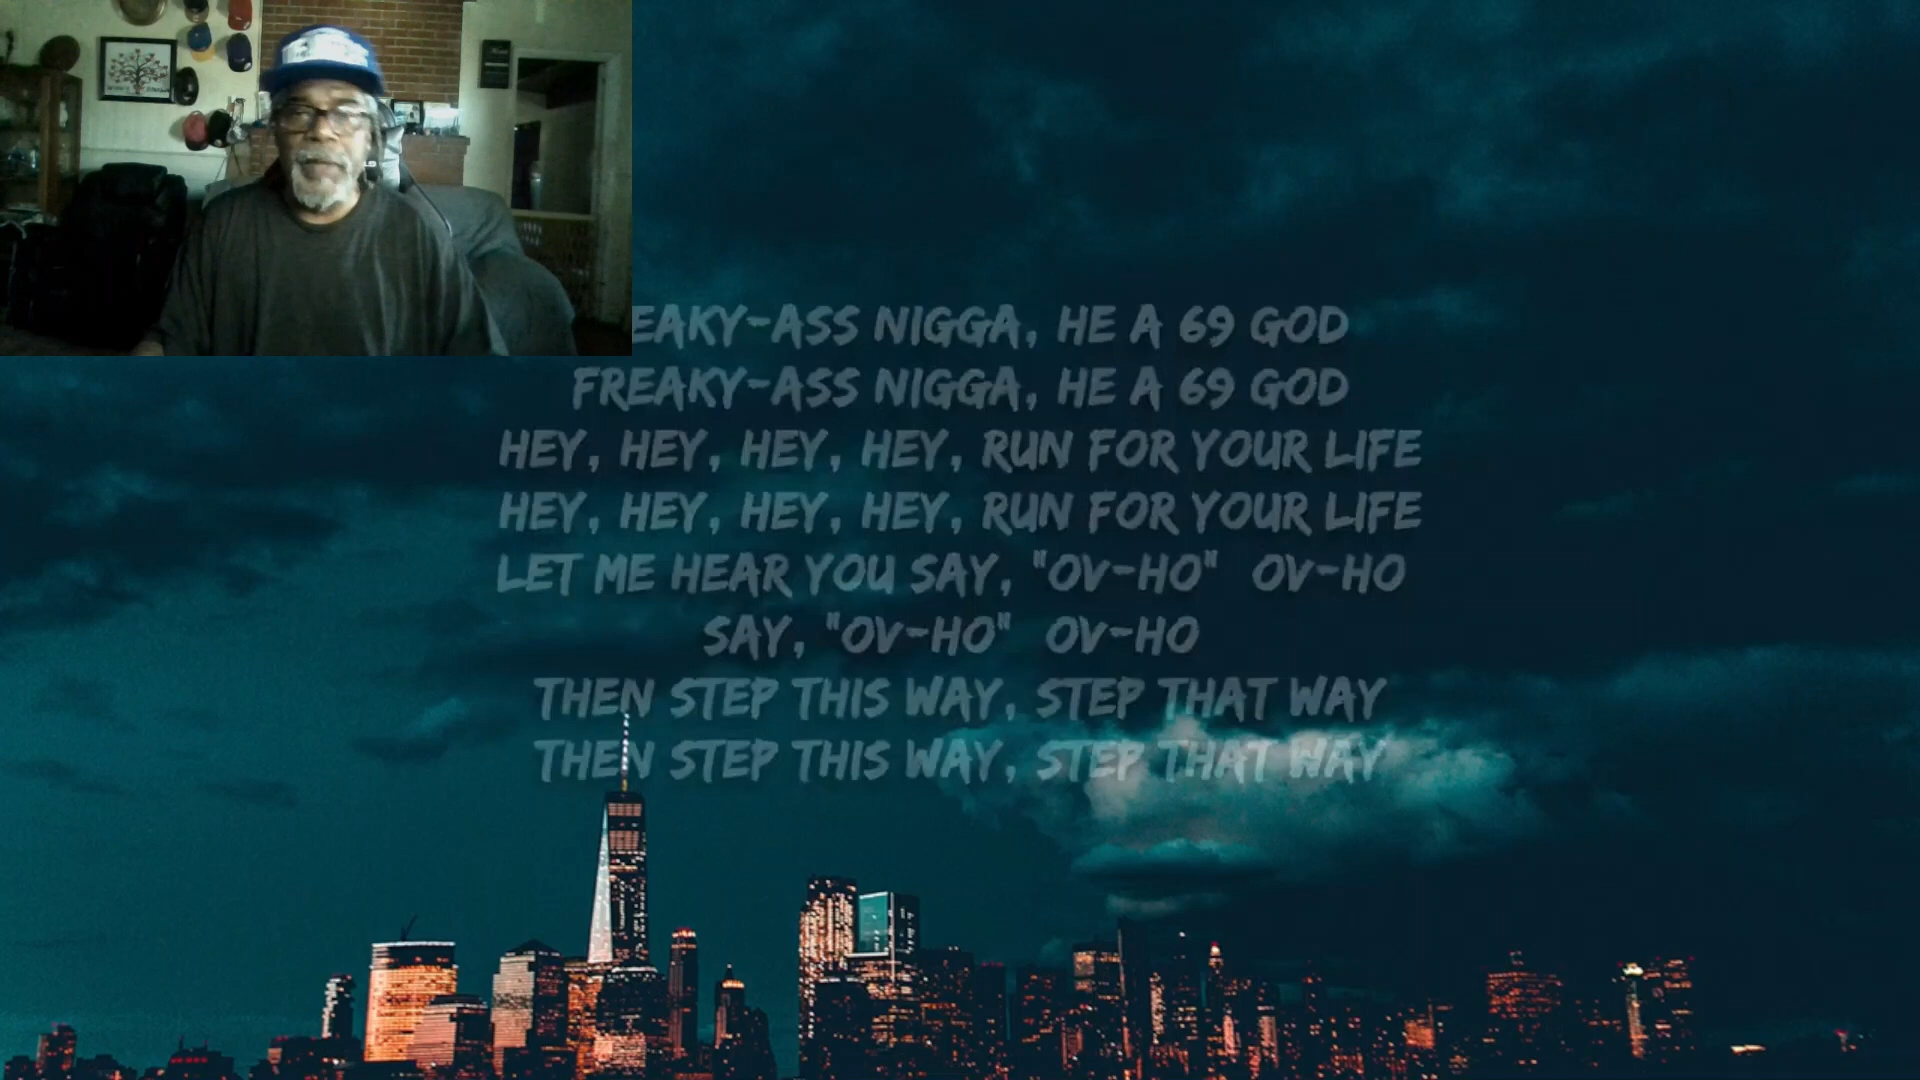 EAKY-ASS NIGGA, HE A 69 GOD
FREAKY-ASS NIGGA, HE A 69 GOD
HEY, HEY, HEY, HEY, RUN FOR YOUR LIFE
HEY, HEY, HEY, HEY, RUN FOR YOUR LIFE
LET ME HEAR YOU SAY, "OV-HO" OV-HO
SAY, "OV-HO" OV-HO
THEN STEP THIS WAY, STEP THAT WAY
THEN STEP THIS WAY, STEP THAT WAY